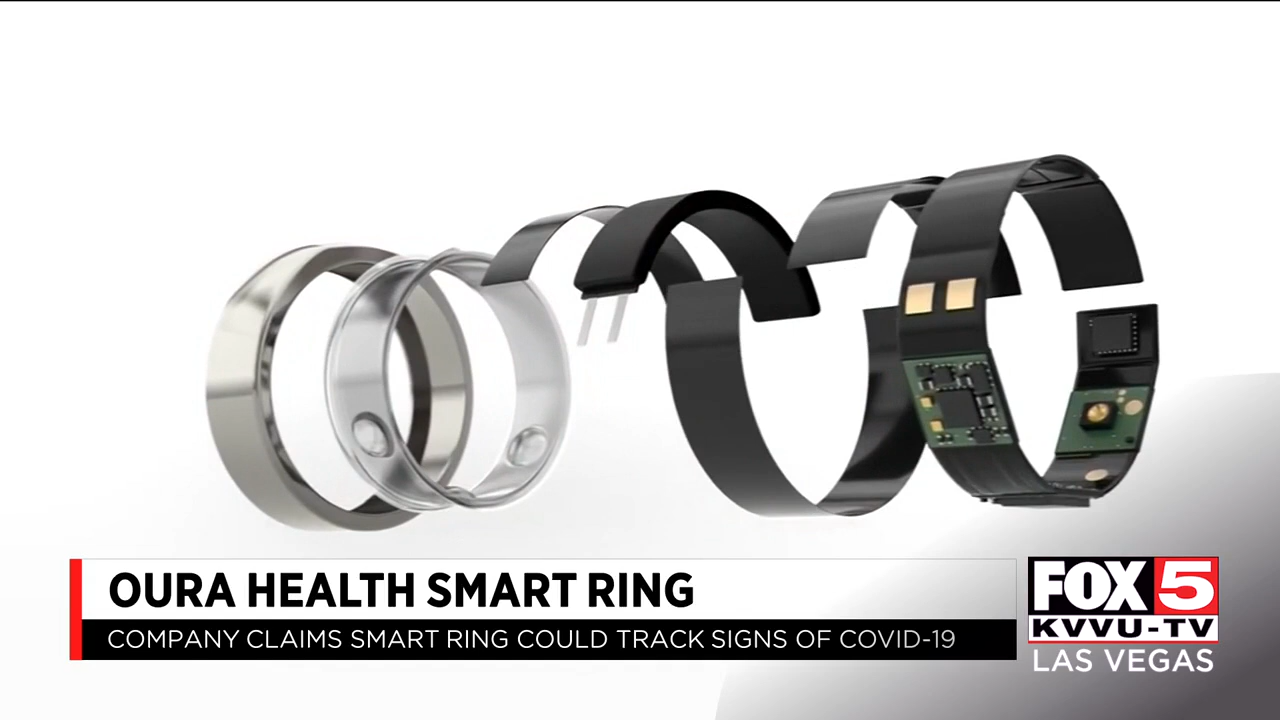 OURA HEALTH SMART RING
COMPANY CLAIMS SMART RING COULD TRACK SIGNS OF COVID-19
FOX 5
KVVU-TV
LAS VEGAS